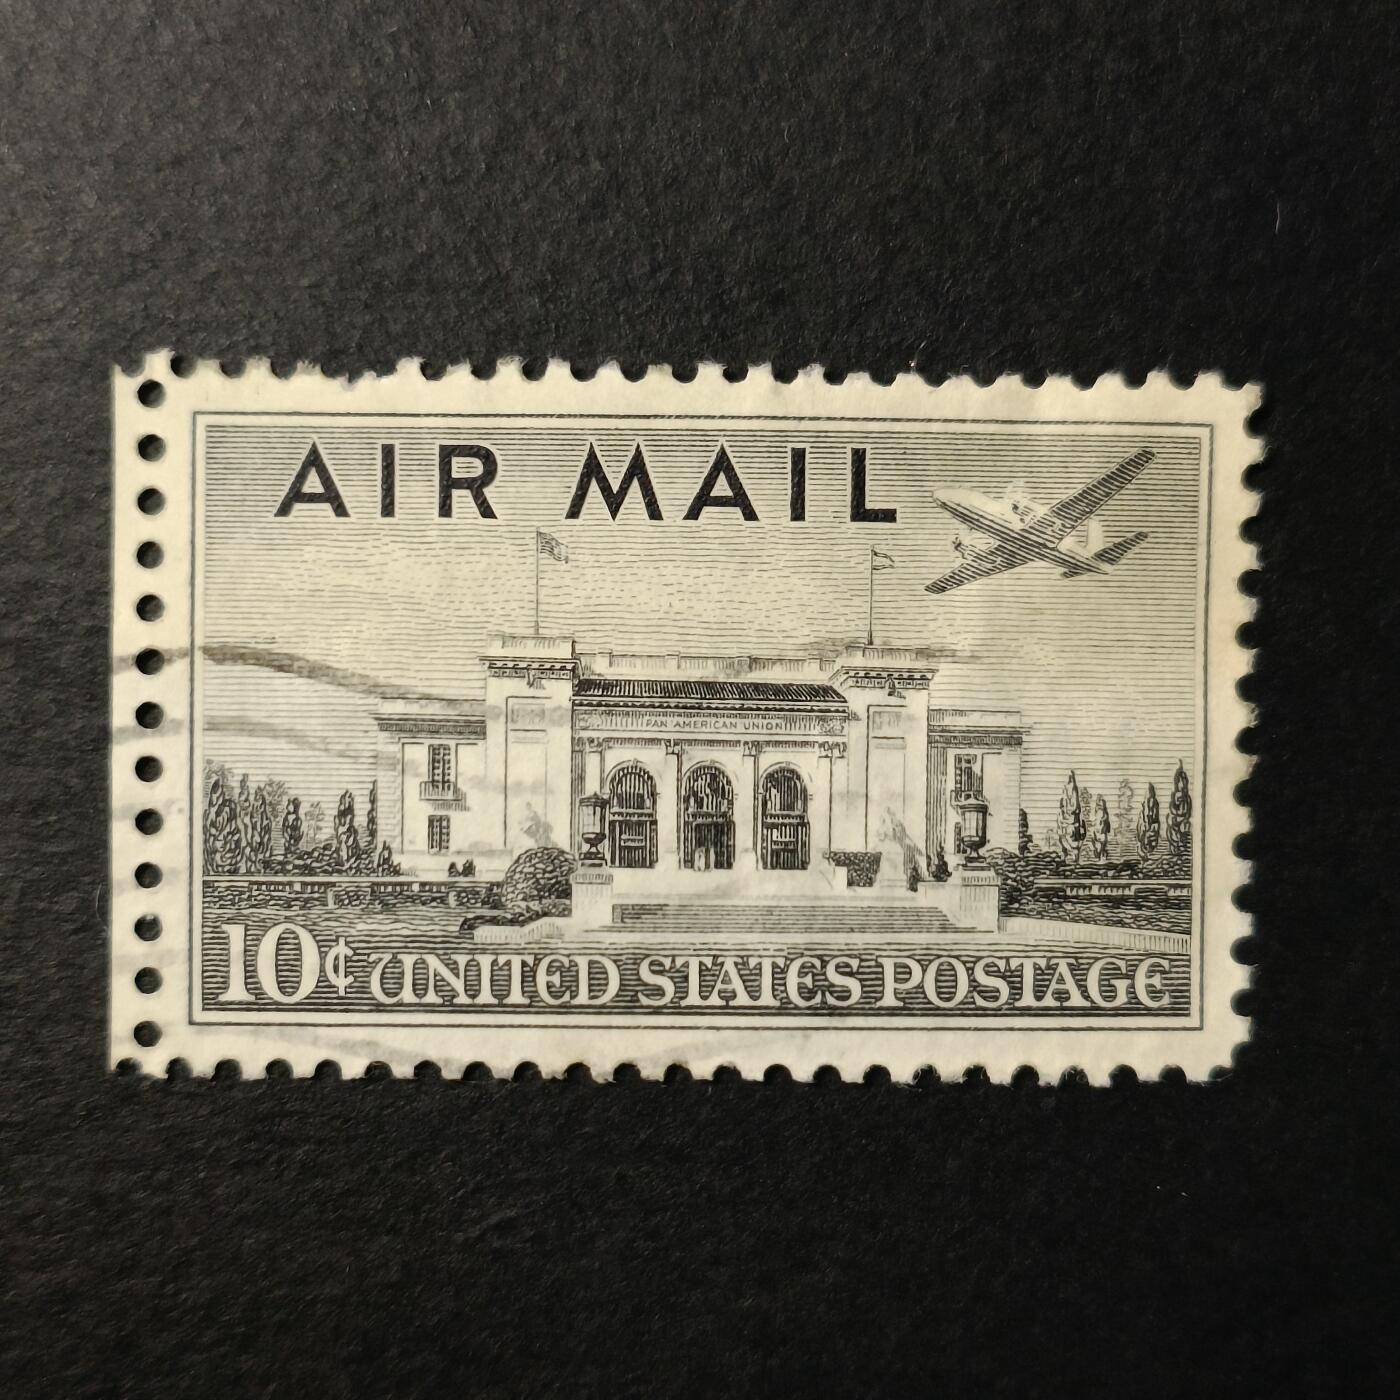 AIR MAIL
PAN AMERICAN UNION
10¢ UNITED STATES POSTAGE